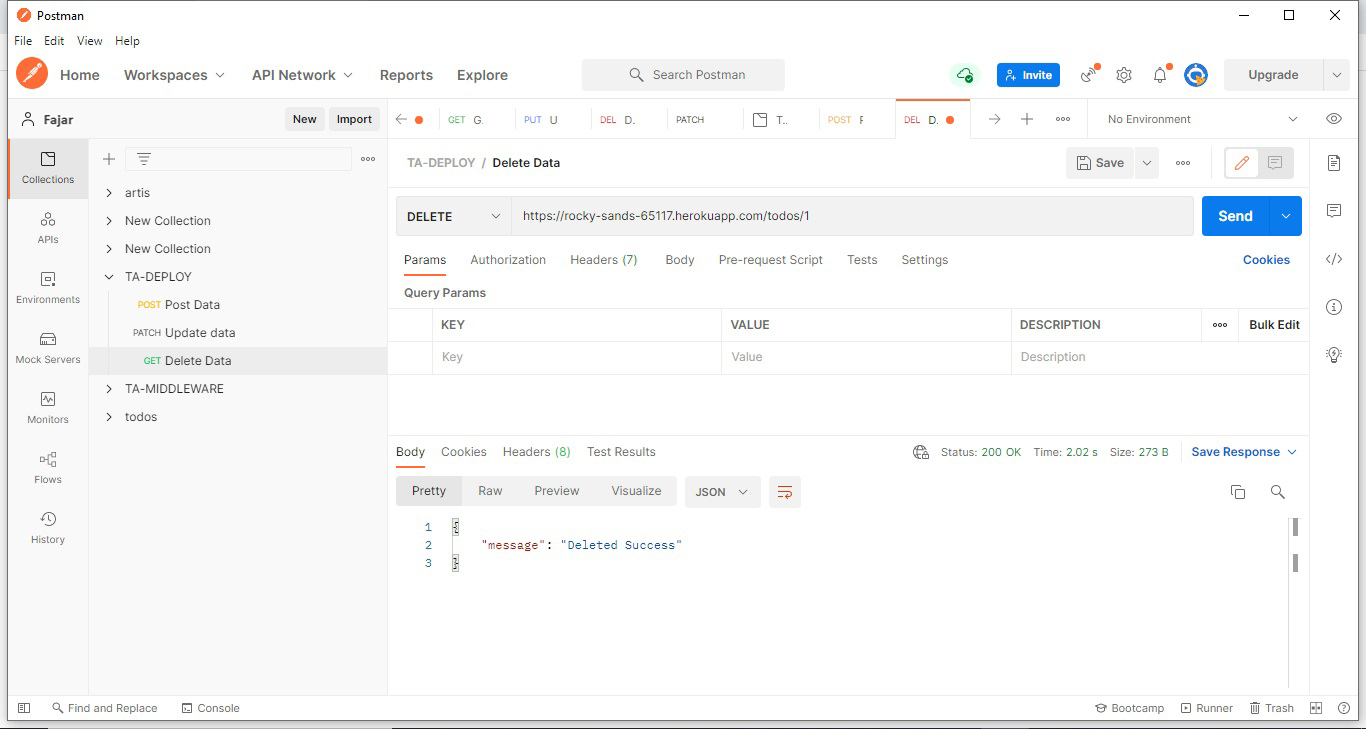 Postman
File Edit View Help
Home Workspaces API Network Reports Explore Search Postman Invite Upgrade
Fajar New Import GET G. PUT U DEL D. PATCH T.. POST DEL D. No Environment
TA-DEPLOY / Delete Data Save
Collections
APIs
Environments
Mock Servers
Monitors
Flows
History
artis
New Collection
New Collection
TA-DEPLOY
POST Post Data
PATCH Update data
GET Delete Data
TA-MIDDLEWARE
todos
DELETE https://rocky-sands-65117.herokuapp.com/todos/1 Send
Params Authorization Headers (7) Body Pre-request Script Tests Settings Cookies
Query Params
KEY VALUE DESCRIPTION Bulk Edit
Key Value Description
Body Cookies Headers (8) Test Results Status: 200 OK Time: 2.02 s Size: 273 B Save Response
Pretty Raw Preview Visualize JSON
1 {
2 "message": "Deleted Success"
3 }
Find and Replace Console Bootcamp Runner Trash